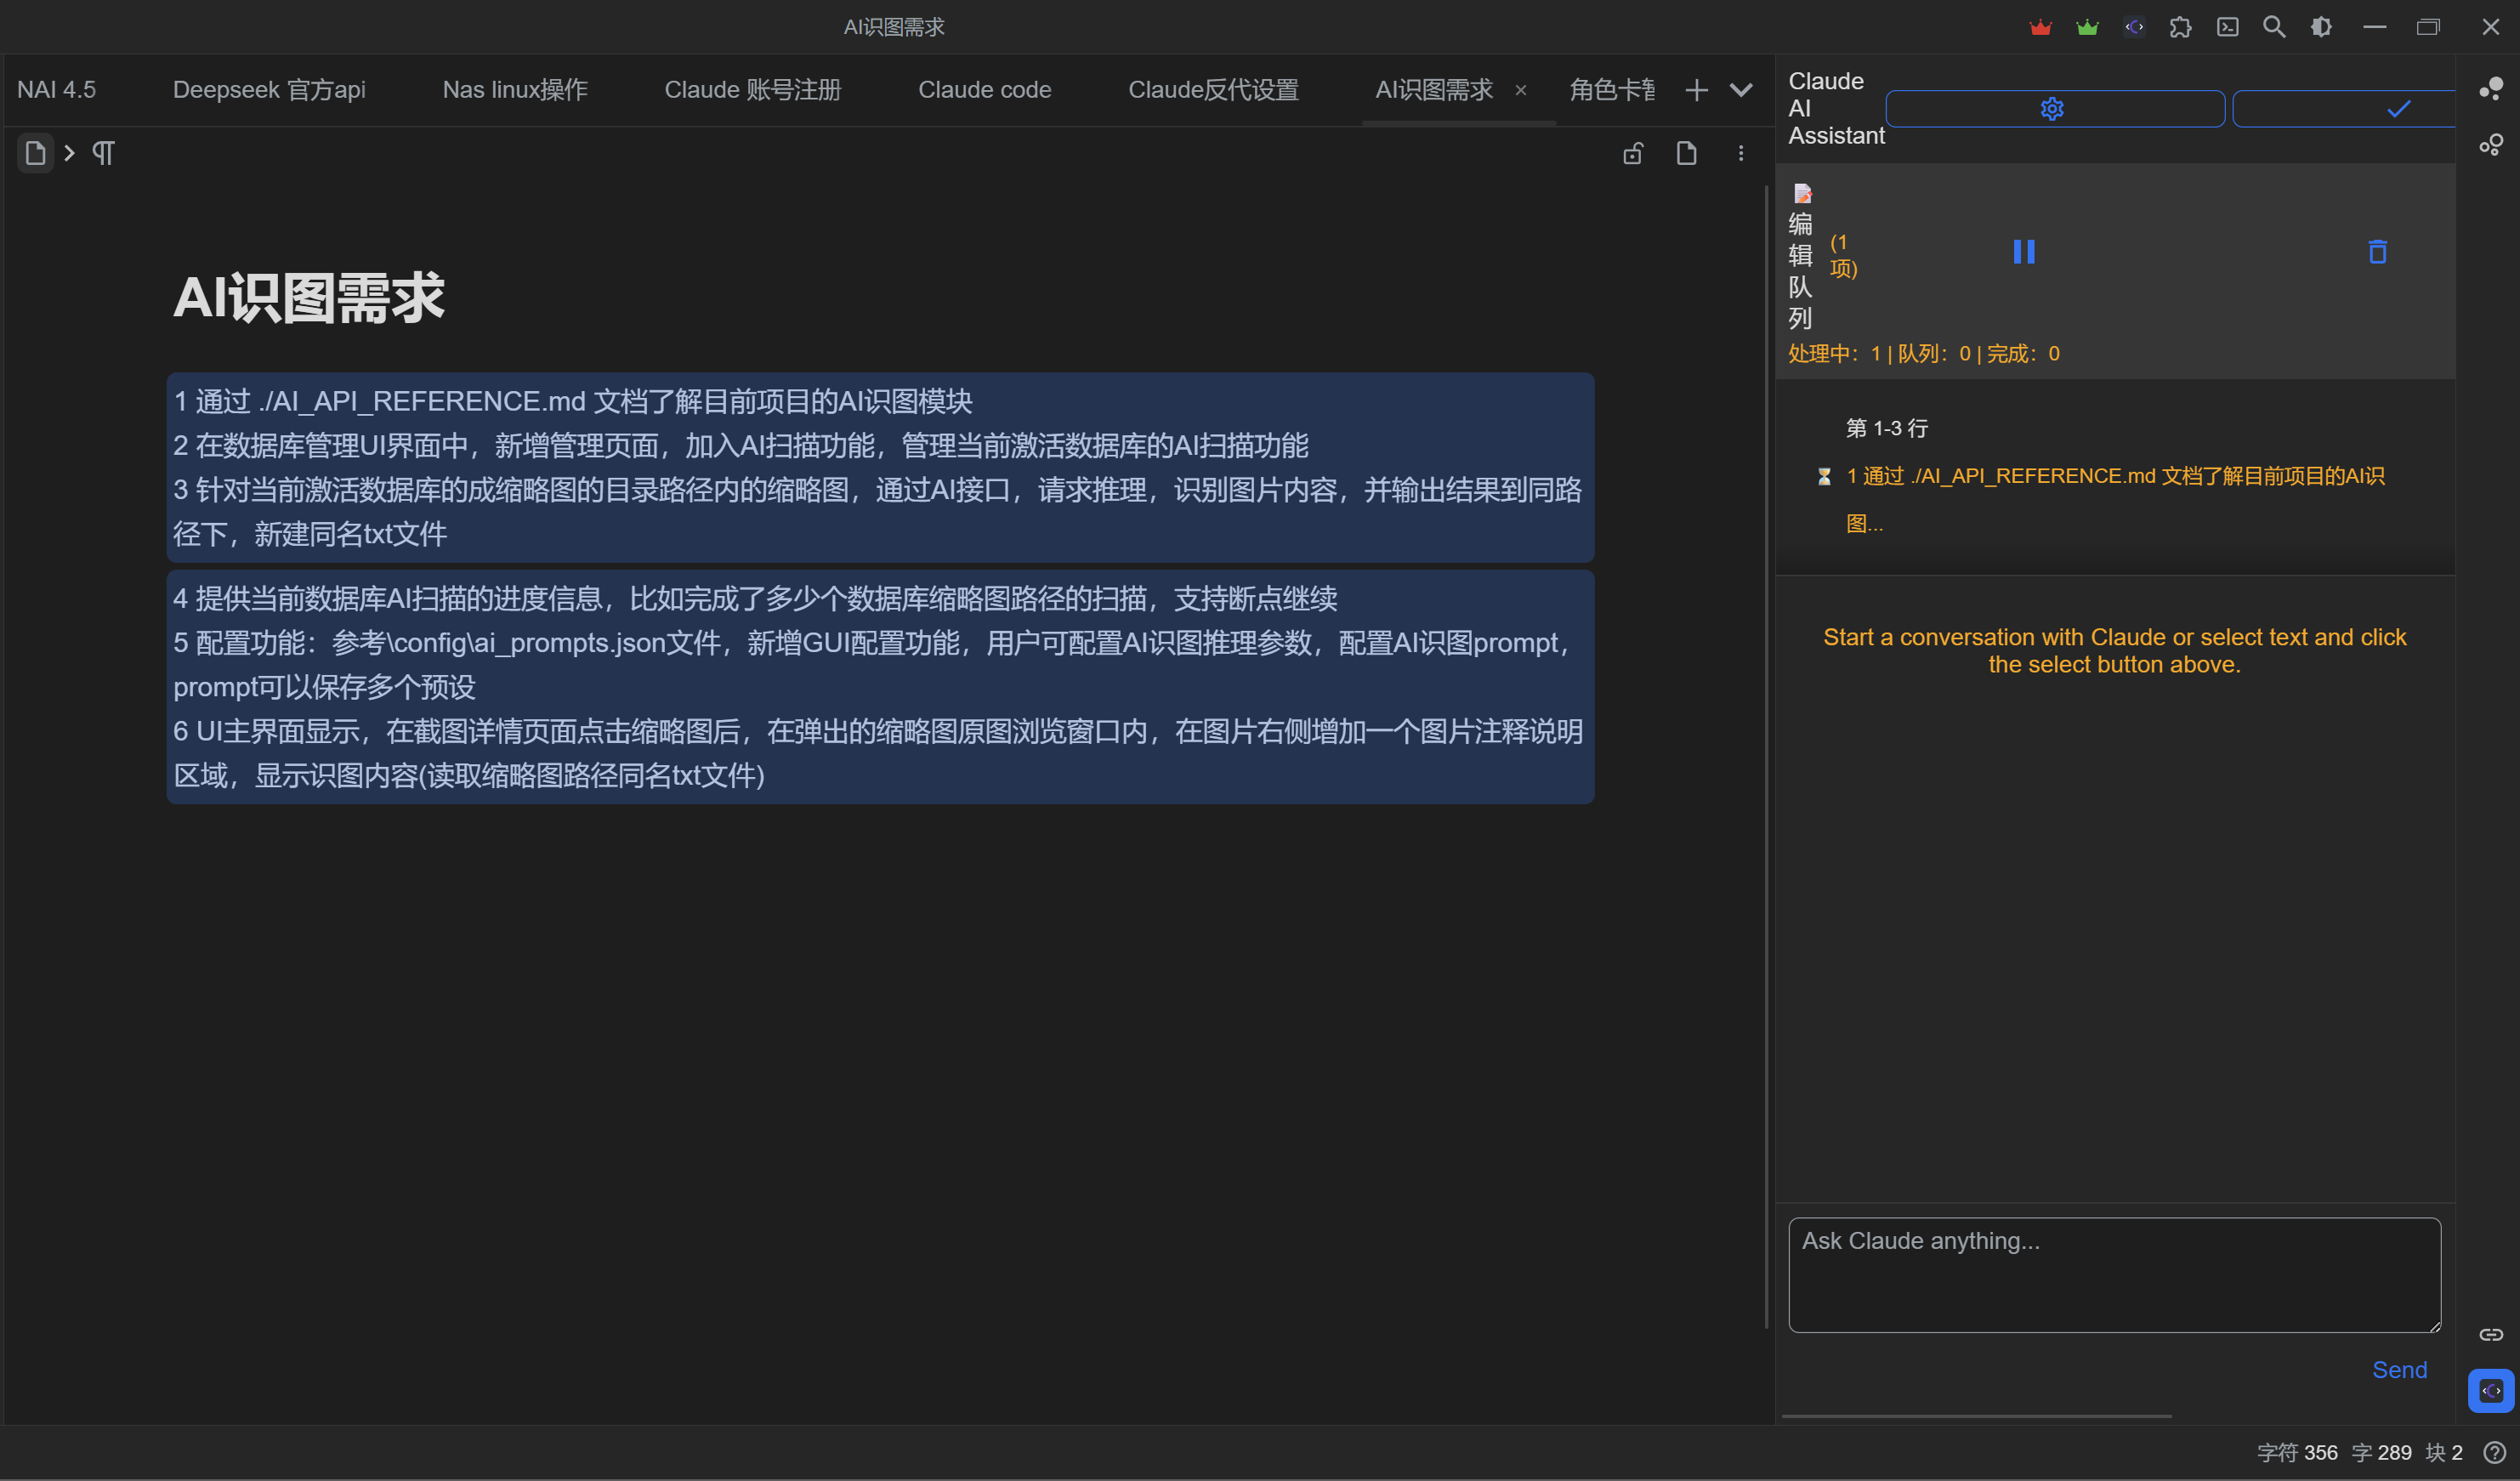 AI识图需求
NAI 4.5
Deepseek 官方api
Nas linux操作
Claude 账号注册
Claude code
Claude反代设置
AI识图需求
角色卡
AI识图需求
1 通过 ./AI_API_REFERENCE.md 文档了解目前项目的AI识图模块
2 在数据库管理UI界面中，新增管理页面，加入AI扫描功能，管理当前激活数据库的AI扫描功能
3 针对当前激活数据库的成缩略图的目录路径内的缩略图，通过AI接口，请求推理，识别图片内容，并输出结果到同路
径下，新建同名txt文件
4 提供当前数据库AI扫描的进度信息，比如完成了多少个数据库缩略图路径的扫描，支持断点继续
5 配置功能：参考\config\ai_prompts.json文件，新增GUI配置功能，用户可配置AI识图推理参数，配置AI识图prompt，
prompt可以保存多个预设
6 UI主界面显示，在截图详情页面点击缩略图后，在弹出的缩略图原图浏览窗口内，在图片右侧增加一个图片注释说明
区域，显示识图内容(读取缩略图路径同名txt文件)
Claude
AI
Assistant
编
辑
队
列
(1
项)
处理中：1 | 队列：0 | 完成：0
第 1-3 行
1 通过 ./AI_API_REFERENCE.md 文档了解目前项目的AI识
图...
Start a conversation with Claude or select text and click
the select button above.
Ask Claude anything...
Send
字符 356 字 289 块 2